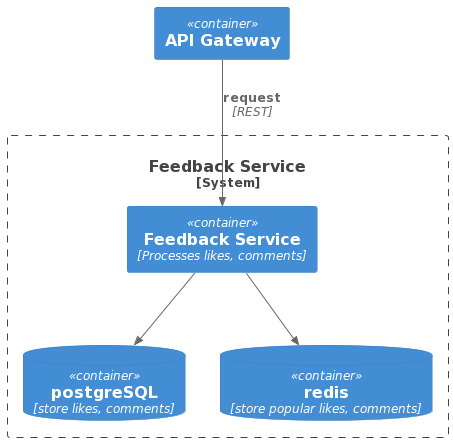 «container»
API Gateway
request
[REST]
Feedback Service
[System]
«container»
Feedback Service
[Processes likes, comments]
«container»
postgreSQL
[store likes, comments]
«container»
redis
[store popular likes, comments]